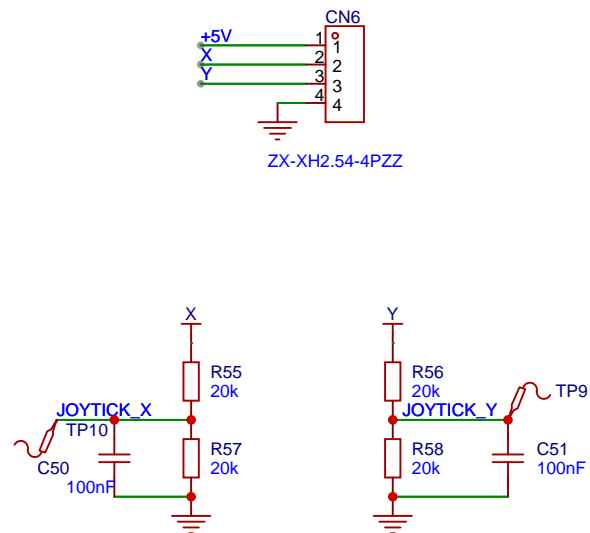 CN6
+5V
1
1
X
2
2
Y
3
3
4
4
ZX-XH2.54-4PZZ
X
R55
20k
JOYTICK_X
TP10
R57
20k
C50
100nF
Y
R56
20k
TP9
JOYTICK_Y
R58
20k
C51
100nF